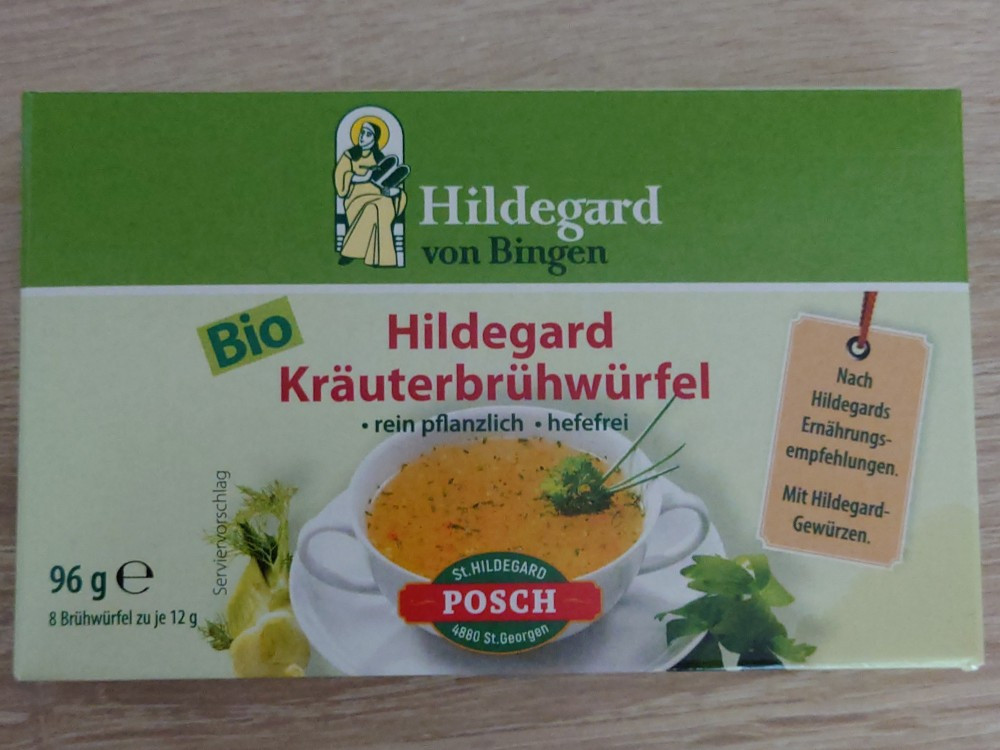 Hildegard
von Bingen
Bio
Hildegard
Kräuterbrühwürfel
• rein pflanzlich • hefefrei
Nach
Hildegards
Ernährungs-
empfehlungen.
Mit Hildegard-
Gewürzen.
Serviervorschlag
96 g ℮
8 Brühwürfel zu je 12 g
St.HILDEGARD
POSCH
4880 St.Georgen